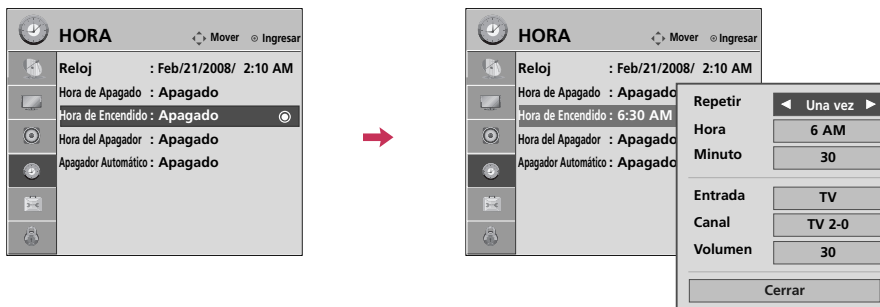 HORA
Mover
Ingresar
Reloj : Feb/21/2008/ 2:10 AM
Hora de Apagado : Apagado
Hora de Encendido : Apagado
Hora del Apagador : Apagado
Apagador Automático : Apagado
HORA
Mover
Ingresar
Reloj : Feb/21/2008/ 2:10 AM
Hora de Apagado : Apagado
Hora de Encendido : 6:30 AM
Hora del Apagador : Apagado
Apagador Automático : Apagado
Repetir ◄ Una vez ►
Hora 6 AM
Minuto 30
Entrada TV
Canal TV 2-0
Volumen 30
Cerrar